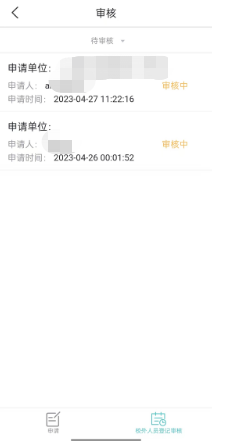 审核
待审核
申请单位：
申请人： a
审核中
申请时间： 2023-04-27 11:22:16
申请单位：
申请人：
审核中
申请时间： 2023-04-26 00:01:52
申请
校外人员登记审核